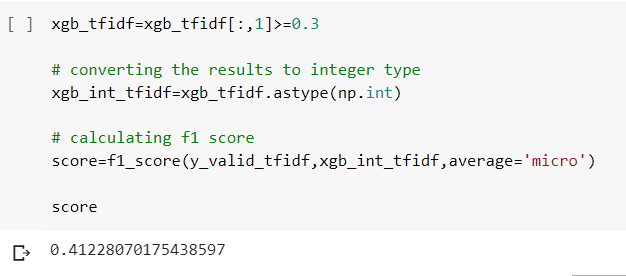 [ ] xgb_tfidf=xgb_tfidf[:,1]>=0.3
# converting the results to integer type
xgb_int_tfidf=xgb_tfidf.astype(np.int)
# calculating f1 score
score=f1_score(y_valid_tfidf,xgb_int_tfidf,average='micro')
score
0.41228070175438597